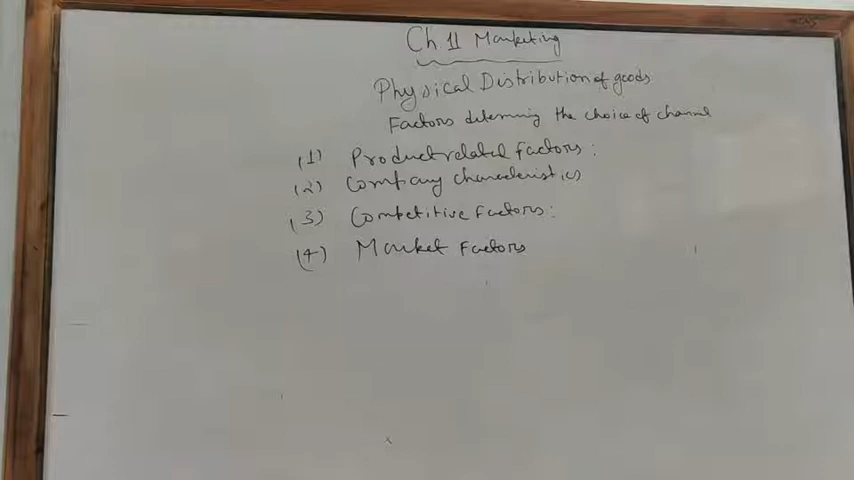 Ch 11 Marketing
Physical Distribution of goods
Factors determing the choice of channel
(1) Product related factors:
(2) Company characteristics
(3) Competitive Factors:
(4) Market Factors